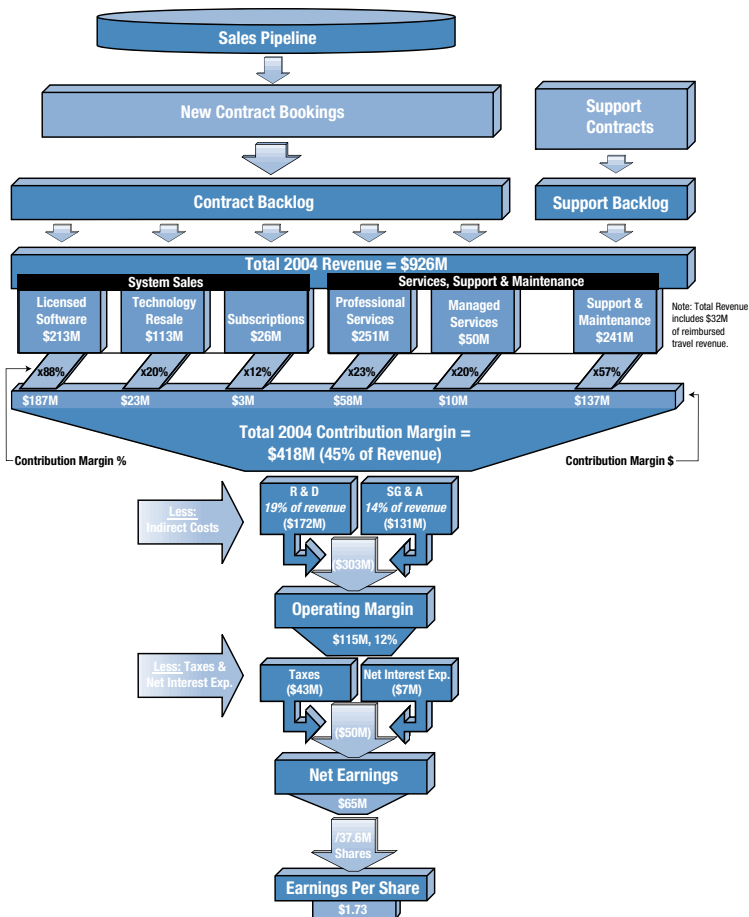 Sales Pipeline
New Contract Bookings
Support
Contracts
Contract Backlog
Support Backlog
Total 2004 Revenue = $926M
System Sales
Services, Support & Maintenance
Licensed
Software
$213M
Technology
Resale
$113M
Subscriptions
$26M
Professional
Services
$251M
Managed
Services
$50M
Support &
Maintenance
$241M
Note: Total Revenue
includes $32M
of reimbursed
travel revenue.
x88%
x20%
x12%
x23%
x20%
x57%
$187M
$23M
$3M
$58M
$10M
$137M
Total 2004 Contribution Margin =
$418M (45% of Revenue)
Contribution Margin %
Contribution Margin $
Less:
Indirect Costs
R & D
19% of revenue
($172M)
SG & A
14% of revenue
($131M)
($303M)
Operating Margin
$115M, 12%
Less: Taxes &
Net Interest Exp.
Taxes
($43M)
Net Interest Exp.
($7M)
($50M)
Net Earnings
$65M
/37.6M
Shares
Earnings Per Share
$1.73